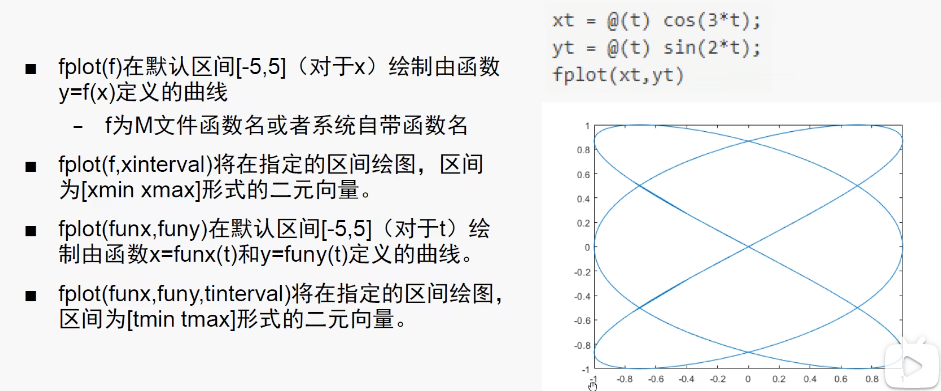 ■ fplot(f)在默认区间[-5,5]（对于x）绘制由函数
y=f(x)定义的曲线
– f为M文件函数名或者系统自带函数名
■ fplot(f,xinterval)将在指定的区间绘图，区间
为[xmin xmax]形式的二元向量。
■ fplot(funx,funy)在默认区间[-5,5]（对于t）绘
制由函数x=funx(t)和y=funy(t)定义的曲线。
■ fplot(funx,funy,tinterval)将在指定的区间绘图，
区间为[tmin tmax]形式的二元向量。
xt = @(t) cos(3*t);
yt = @(t) sin(2*t);
fplot(xt,yt)
1
0.8
0.6
0.4
0.2
0
-0.2
-0.4
-0.6
-0.8
-1
-1 -0.8 -0.6 -0.4 -0.2 0 0.2 0.4 0.6 0.8